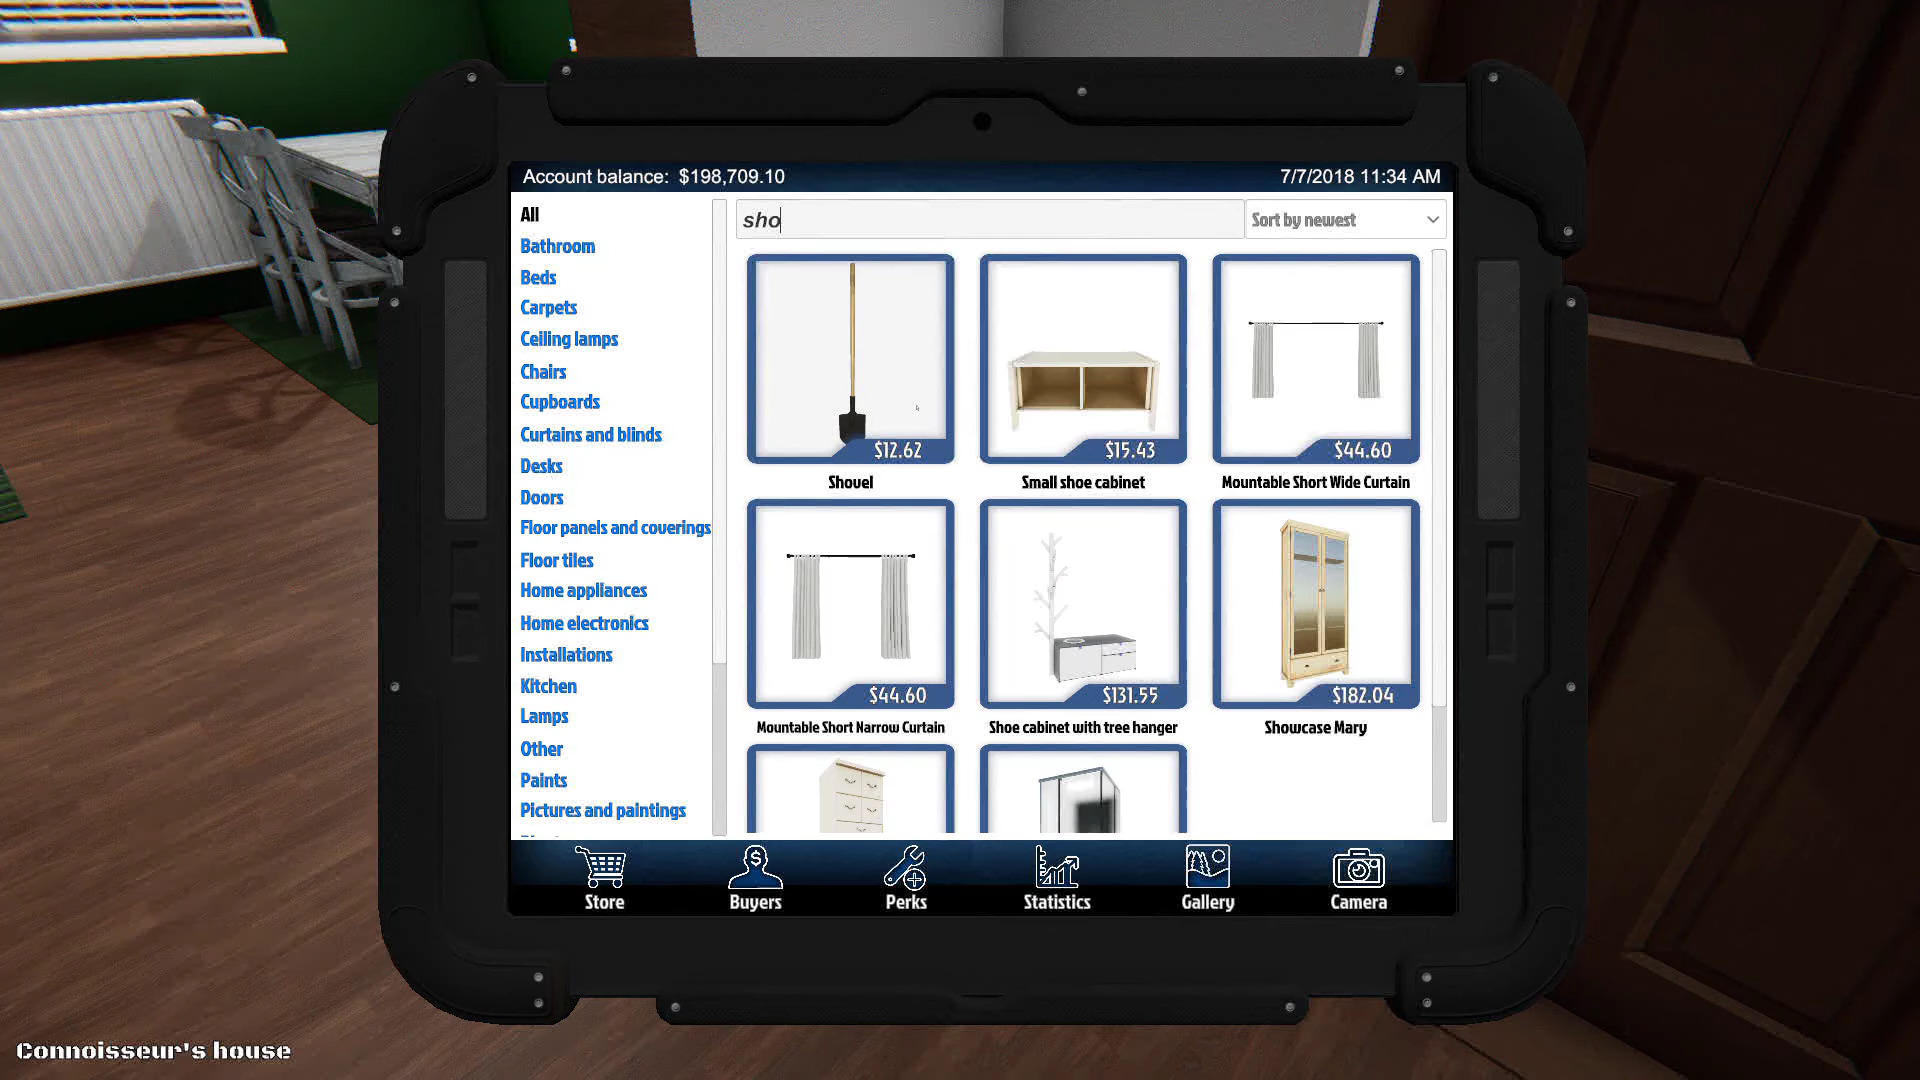 Account balance: $198,709.10
7/7/2018 11:34 AM
All
Bathroom
Beds
Carpets
Ceiling lamps
Chairs
Cupboards
Curtains and blinds
Desks
Doors
Floor panels and coverings
Floor tiles
Home appliances
Home electronics
Installations
Kitchen
Lamps
Other
Paints
Pictures and paintings
sho
Sort by newest
$12.62
$15.43
$44.60
Shovel
Small shoe cabinet
Mountable Short Wide Curtain
$44.60
$131.55
$182.04
Mountable Short Narrow Curtain
Shoe cabinet with tree hanger
Showcase Mary
Store
Buyers
Perks
Statistics
Gallery
Camera
Connoisseur's house